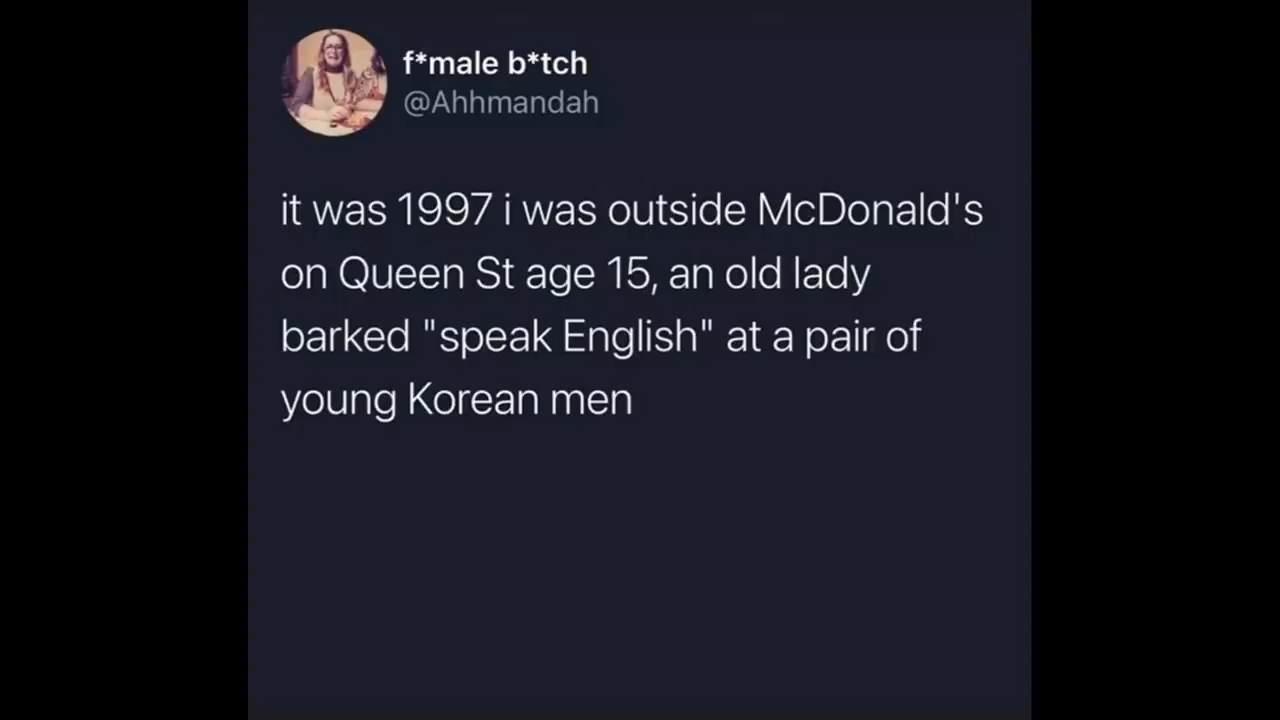 f*male b*tch
@Ahhmandah
it was 1997 i was outside McDonald's
on Queen St age 15, an old lady
barked "speak English" at a pair of
young Korean men